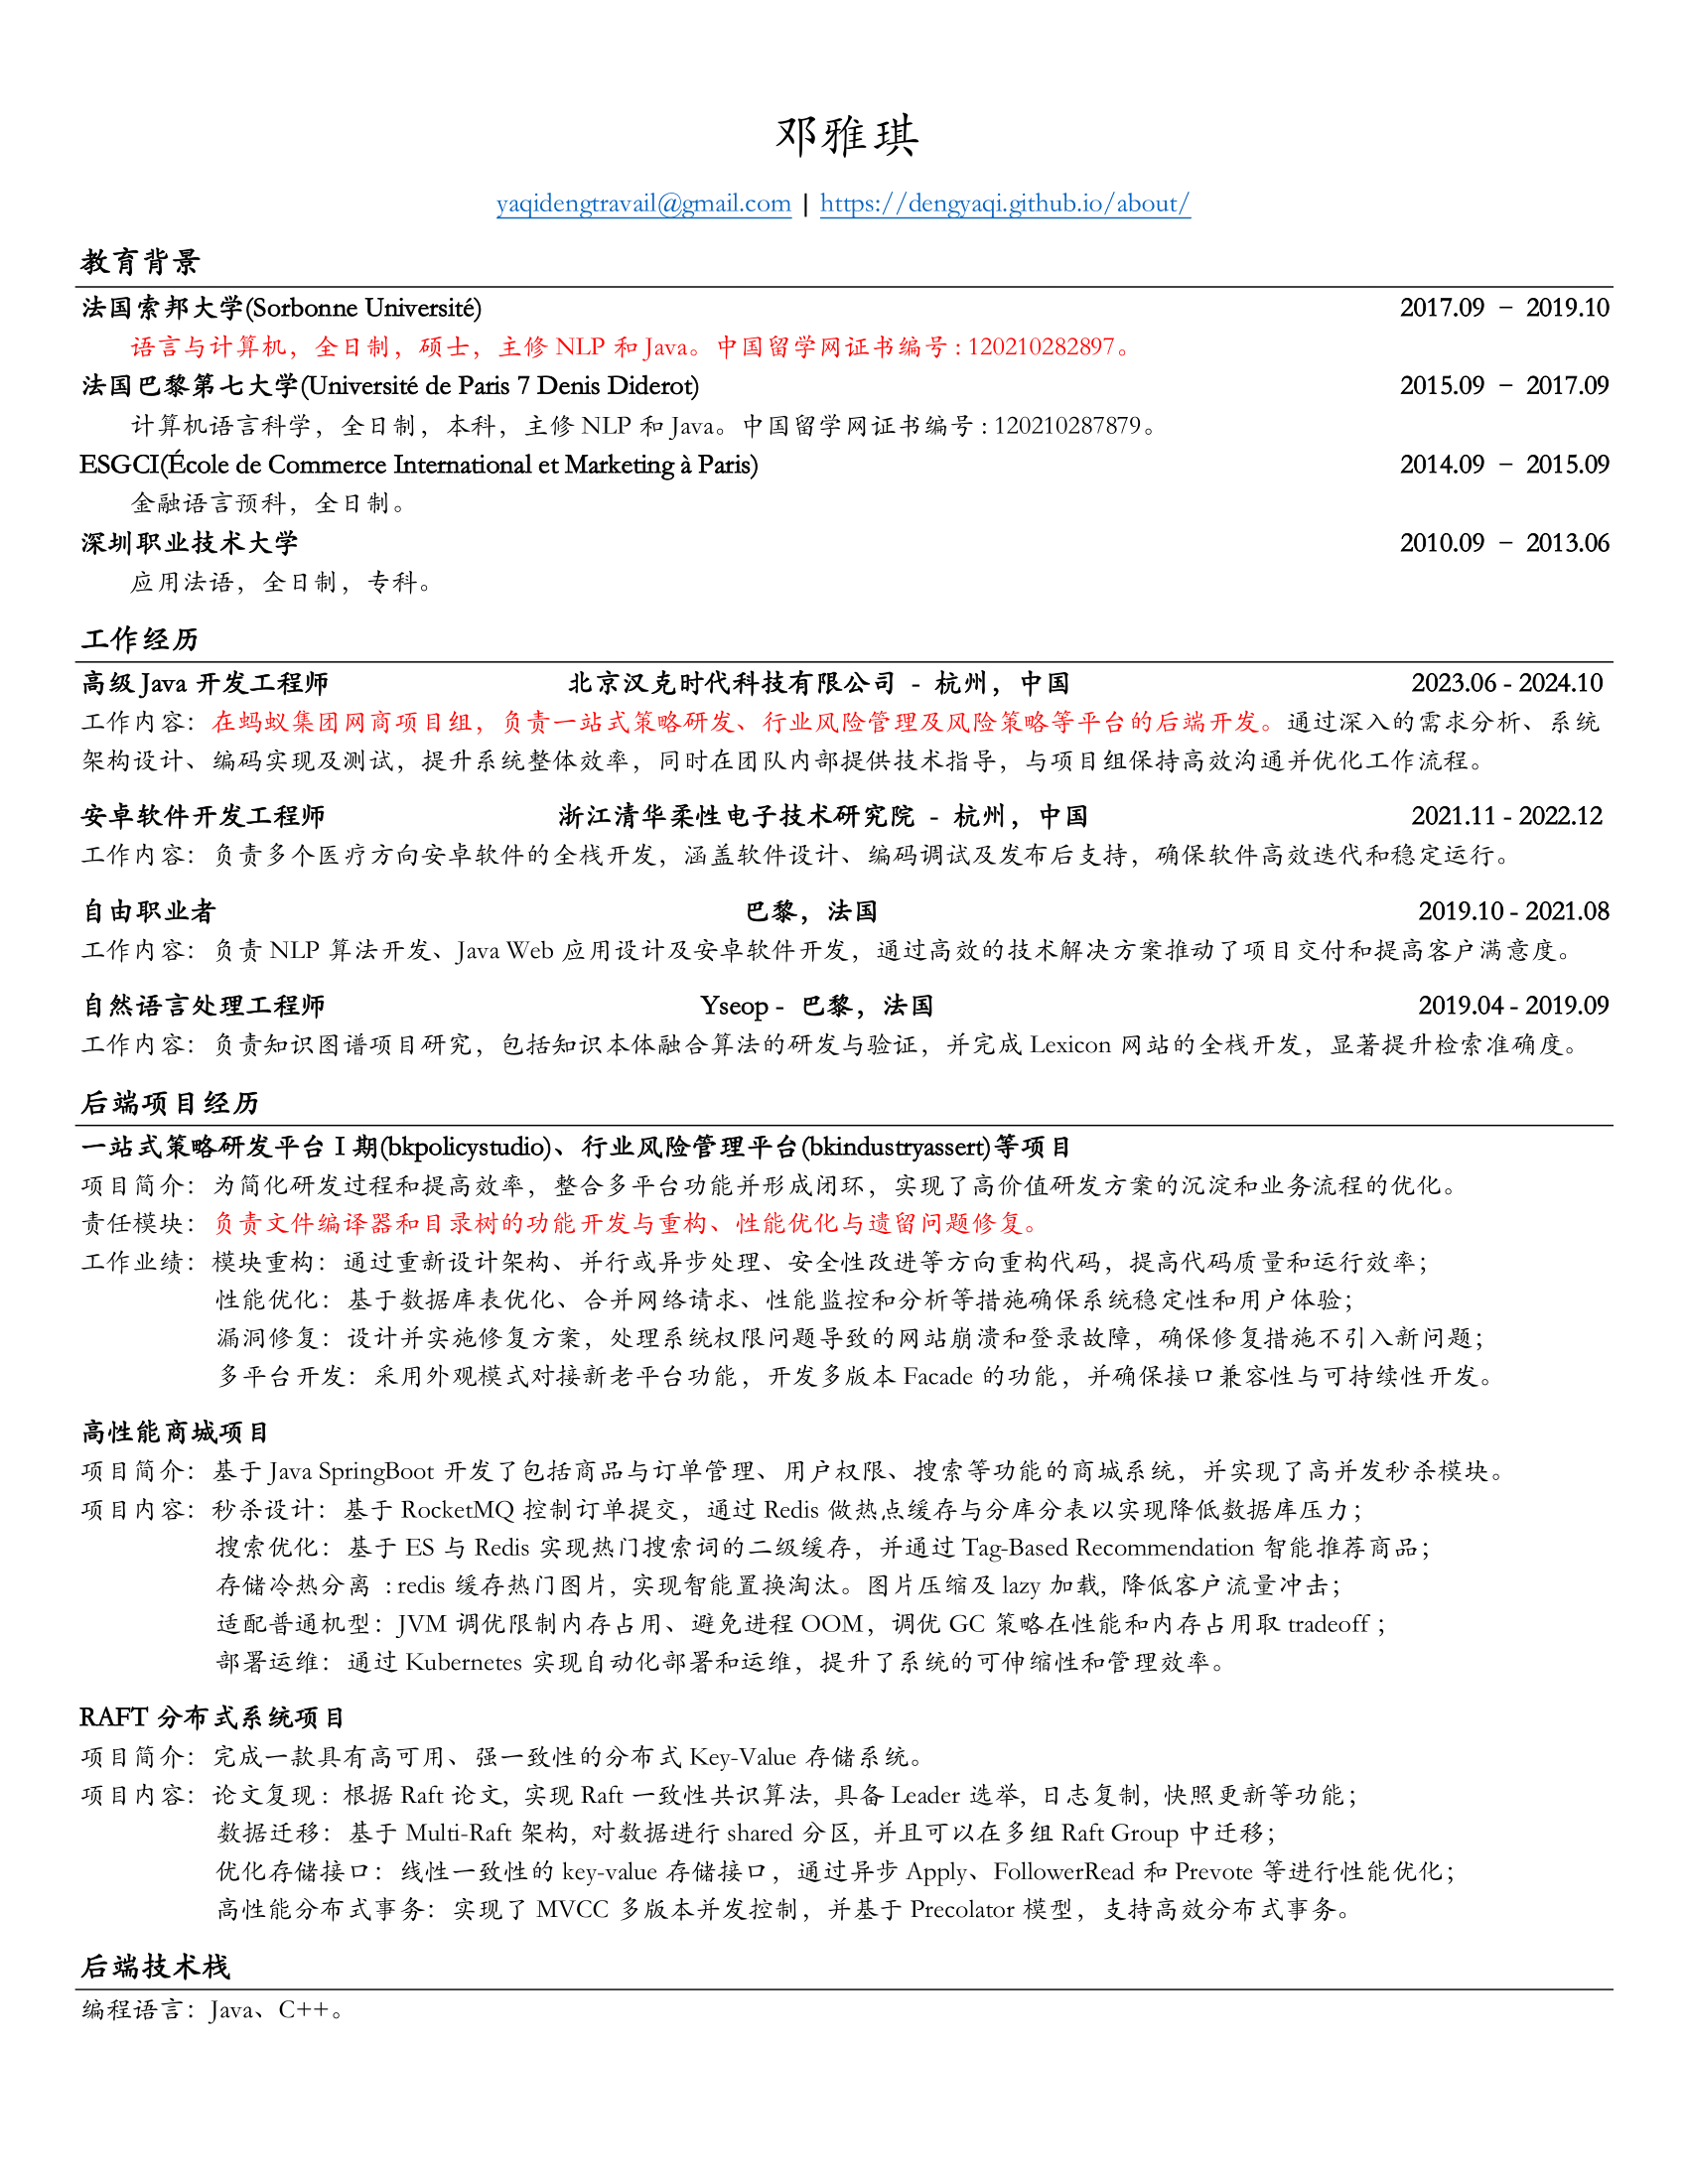 邓雅琪
yaqidengtravail@gmail.com | https://dengyaqi.github.io/about/
教育背景
法国索邦大学(Sorbonne Université) 2017.09 – 2019.10
语言与计算机，全日制，硕士，主修 NLP 和 Java。中国留学网证书编号：120210282897。
法国巴黎第七大学(Université de Paris 7 Denis Diderot) 2015.09 – 2017.09
计算机语言科学，全日制，本科，主修 NLP 和 Java。中国留学网证书编号：120210287879。
ESGCI(École de Commerce International et Marketing à Paris) 2014.09 – 2015.09
金融语言预科，全日制。
深圳职业技术大学 2010.09 – 2013.06
应用法语，全日制，专科。
工作经历
高级 Java 开发工程师 北京汉克时代科技有限公司 - 杭州，中国 2023.06 - 2024.10
工作内容：在蚂蚁集团网商项目组，负责一站式策略研发、行业风险管理及风险策略等平台的后端开发。通过深入的需求分析、系统
架构设计、编码实现及测试，提升系统整体效率，同时在团队内部提供技术指导，与项目组保持高效沟通并优化工作流程。
安卓软件开发工程师 浙江清华柔性电子技术研究院 - 杭州，中国 2021.11 - 2022.12
工作内容：负责多个医疗方向安卓软件的全栈开发，涵盖软件设计、编码调试及发布后支持，确保软件高效迭代和稳定运行。
自由职业者 巴黎，法国 2019.10 - 2021.08
工作内容：负责 NLP 算法开发、Java Web 应用设计及安卓软件开发，通过高效的技术解决方案推动了项目交付和提高客户满意度。
自然语言处理工程师 Yseop - 巴黎，法国 2019.04 - 2019.09
工作内容：负责知识图谱项目研究，包括知识本体融合算法的研发与验证，并完成 Lexicon 网站的全栈开发，显著提升检索准确度。
后端项目经历
一站式策略研发平台 I 期(bkpolicystudio)、行业风险管理平台(bkindustryassert)等项目
项目简介：为简化研发过程和提高效率，整合多平台功能并形成闭环，实现了高价值研发方案的沉淀和业务流程的优化。
责任模块：负责文件编译器和目录树的功能开发与重构、性能优化与遗留问题修复。
工作业绩：模块重构：通过重新设计架构、并行或异步处理、安全性改进等方向重构代码，提高代码质量和运行效率；
性能优化：基于数据库表优化、合并网络请求、性能监控和分析等措施确保系统稳定性和用户体验；
漏洞修复：设计并实施修复方案，处理系统权限问题导致的网站崩溃和登录故障，确保修复措施不引入新问题；
多平台开发：采用外观模式对接新老平台功能，开发多版本 Facade 的功能，并确保接口兼容性与可持续性开发。
高性能商城项目
项目简介：基于 Java SpringBoot 开发了包括商品与订单管理、用户权限、搜索等功能的商城系统，并实现了高并发秒杀模块。
项目内容：秒杀设计：基于 RocketMQ 控制订单提交，通过 Redis 做热点缓存与分库分表以实现降低数据库压力；
搜索优化：基于 ES 与 Redis 实现热门搜索词的二级缓存，并通过 Tag-Based Recommendation 智能推荐商品；
存储冷热分离：redis 缓存热门图片, 实现智能置换淘汰。图片压缩及 lazy 加载, 降低客户流量冲击；
适配普通机型：JVM 调优限制内存占用、避免进程 OOM，调优 GC 策略在性能和内存占用取 tradeoff；
部署运维：通过 Kubernetes 实现自动化部署和运维，提升了系统的可伸缩性和管理效率。
RAFT 分布式系统项目
项目简介：完成一款具有高可用、强一致性的分布式 Key-Value 存储系统。
项目内容：论文复现：根据 Raft 论文, 实现 Raft 一致性共识算法, 具备 Leader 选举, 日志复制, 快照更新等功能；
数据迁移：基于 Multi-Raft 架构, 对数据进行 shared 分区, 并且可以在多组 Raft Group 中迁移；
优化存储接口：线性一致性的 key-value 存储接口，通过异步 Apply、FollowerRead 和 Prevote 等进行性能优化；
高性能分布式事务：实现了 MVCC 多版本并发控制，并基于 Precolator 模型，支持高效分布式事务。
后端技术栈
编程语言：Java、C++。